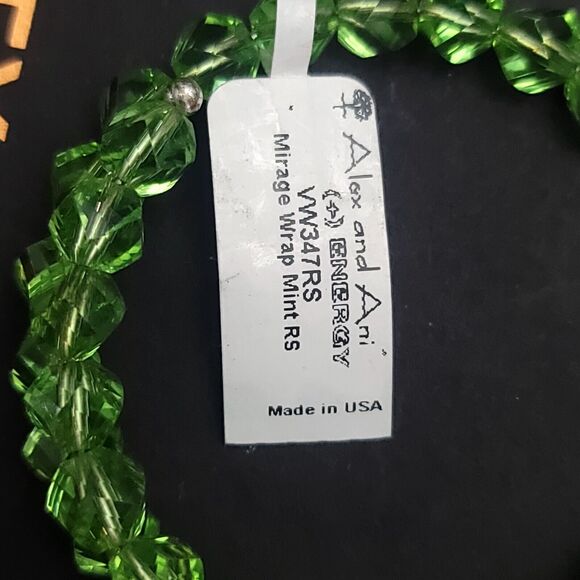 Alex and Ani
(+) ENERGY
VW347RS
Mirage Wrap Mint RS
Made in USA